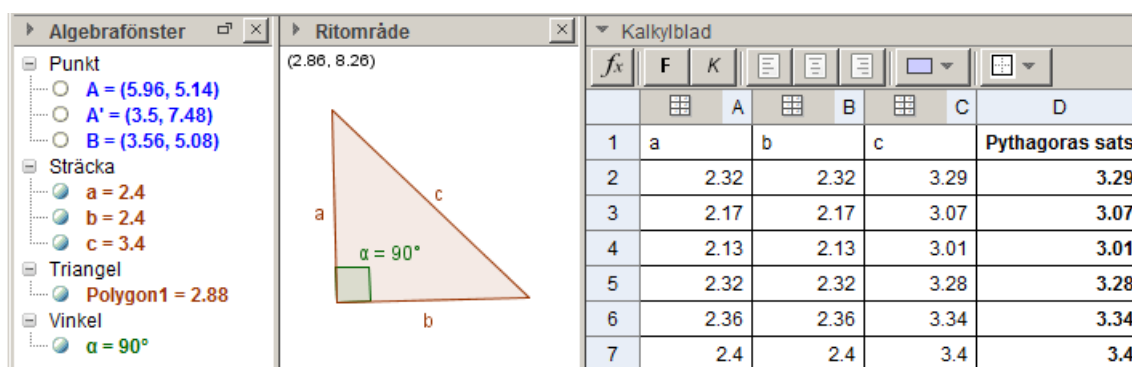 Algebrafönster
Punkt
A = (5.96, 5.14)
A' = (3.5, 7.48)
B = (3.56, 5.08)
Sträcka
a = 2.4
b = 2.4
c = 3.4
Triangel
Polygon1 = 2.88
Vinkel
α = 90°
Ritområde
(2.86, 8.26)
c
a
α = 90°
b
Kalkylblad
fx F K
A B C D
1 a b c Pythagoras sats
2 2.32 2.32 3.29 3.29
3 2.17 2.17 3.07 3.07
4 2.13 2.13 3.01 3.01
5 2.32 2.32 3.28 3.28
6 2.36 2.36 3.34 3.34
7 2.4 2.4 3.4 3.4